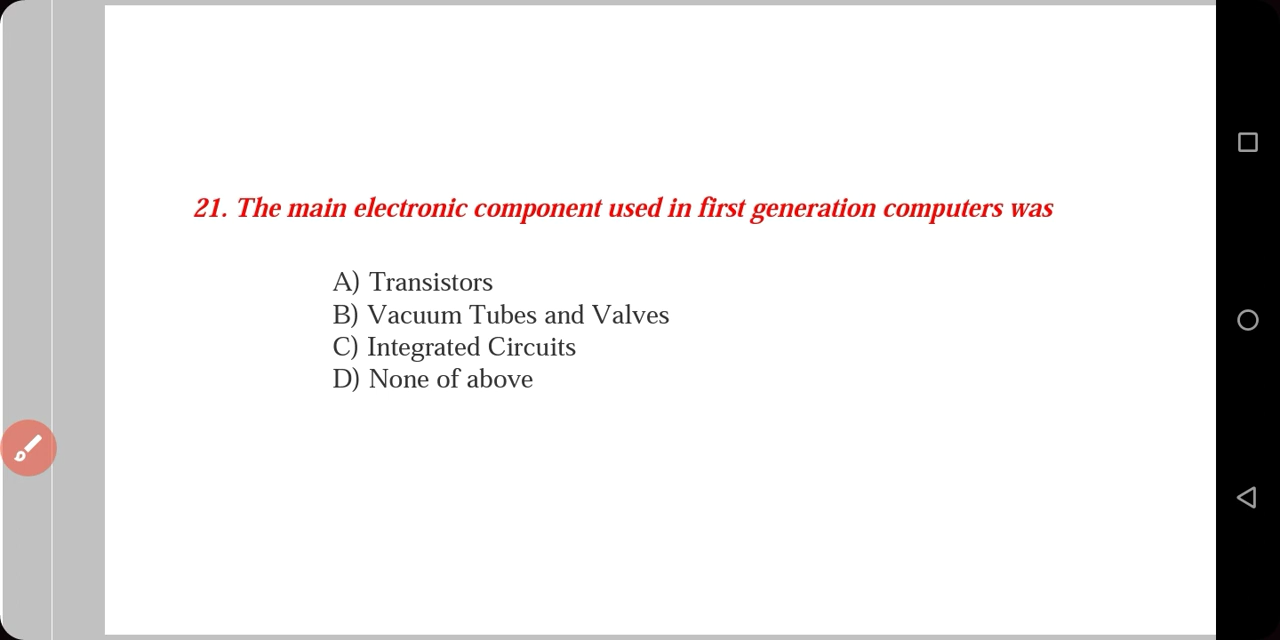 21. The main electronic component used in first generation computers was
A) Transistors
B) Vacuum Tubes and Valves
C) Integrated Circuits
D) None of above